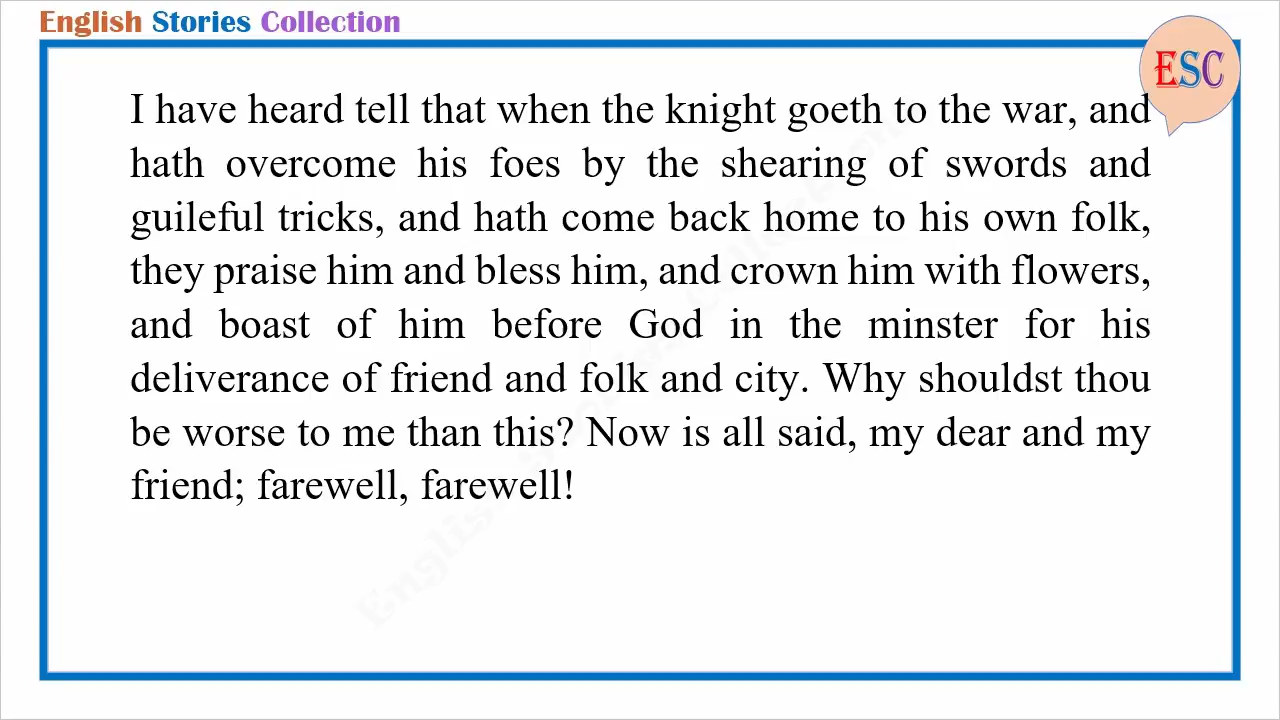 English Stories Collection
ESC
I have heard tell that when the knight goeth to the war, and
hath overcome his foes by the shearing of swords and
guileful tricks, and hath come back home to his own folk,
they praise him and bless him, and crown him with flowers,
and boast of him before God in the minster for his
deliverance of friend and folk and city. Why shouldst thou
be worse to me than this? Now is all said, my dear and my
friend; farewell, farewell!